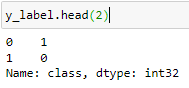 y_label.head(2)
0    1
1    0
Name: class, dtype: int32